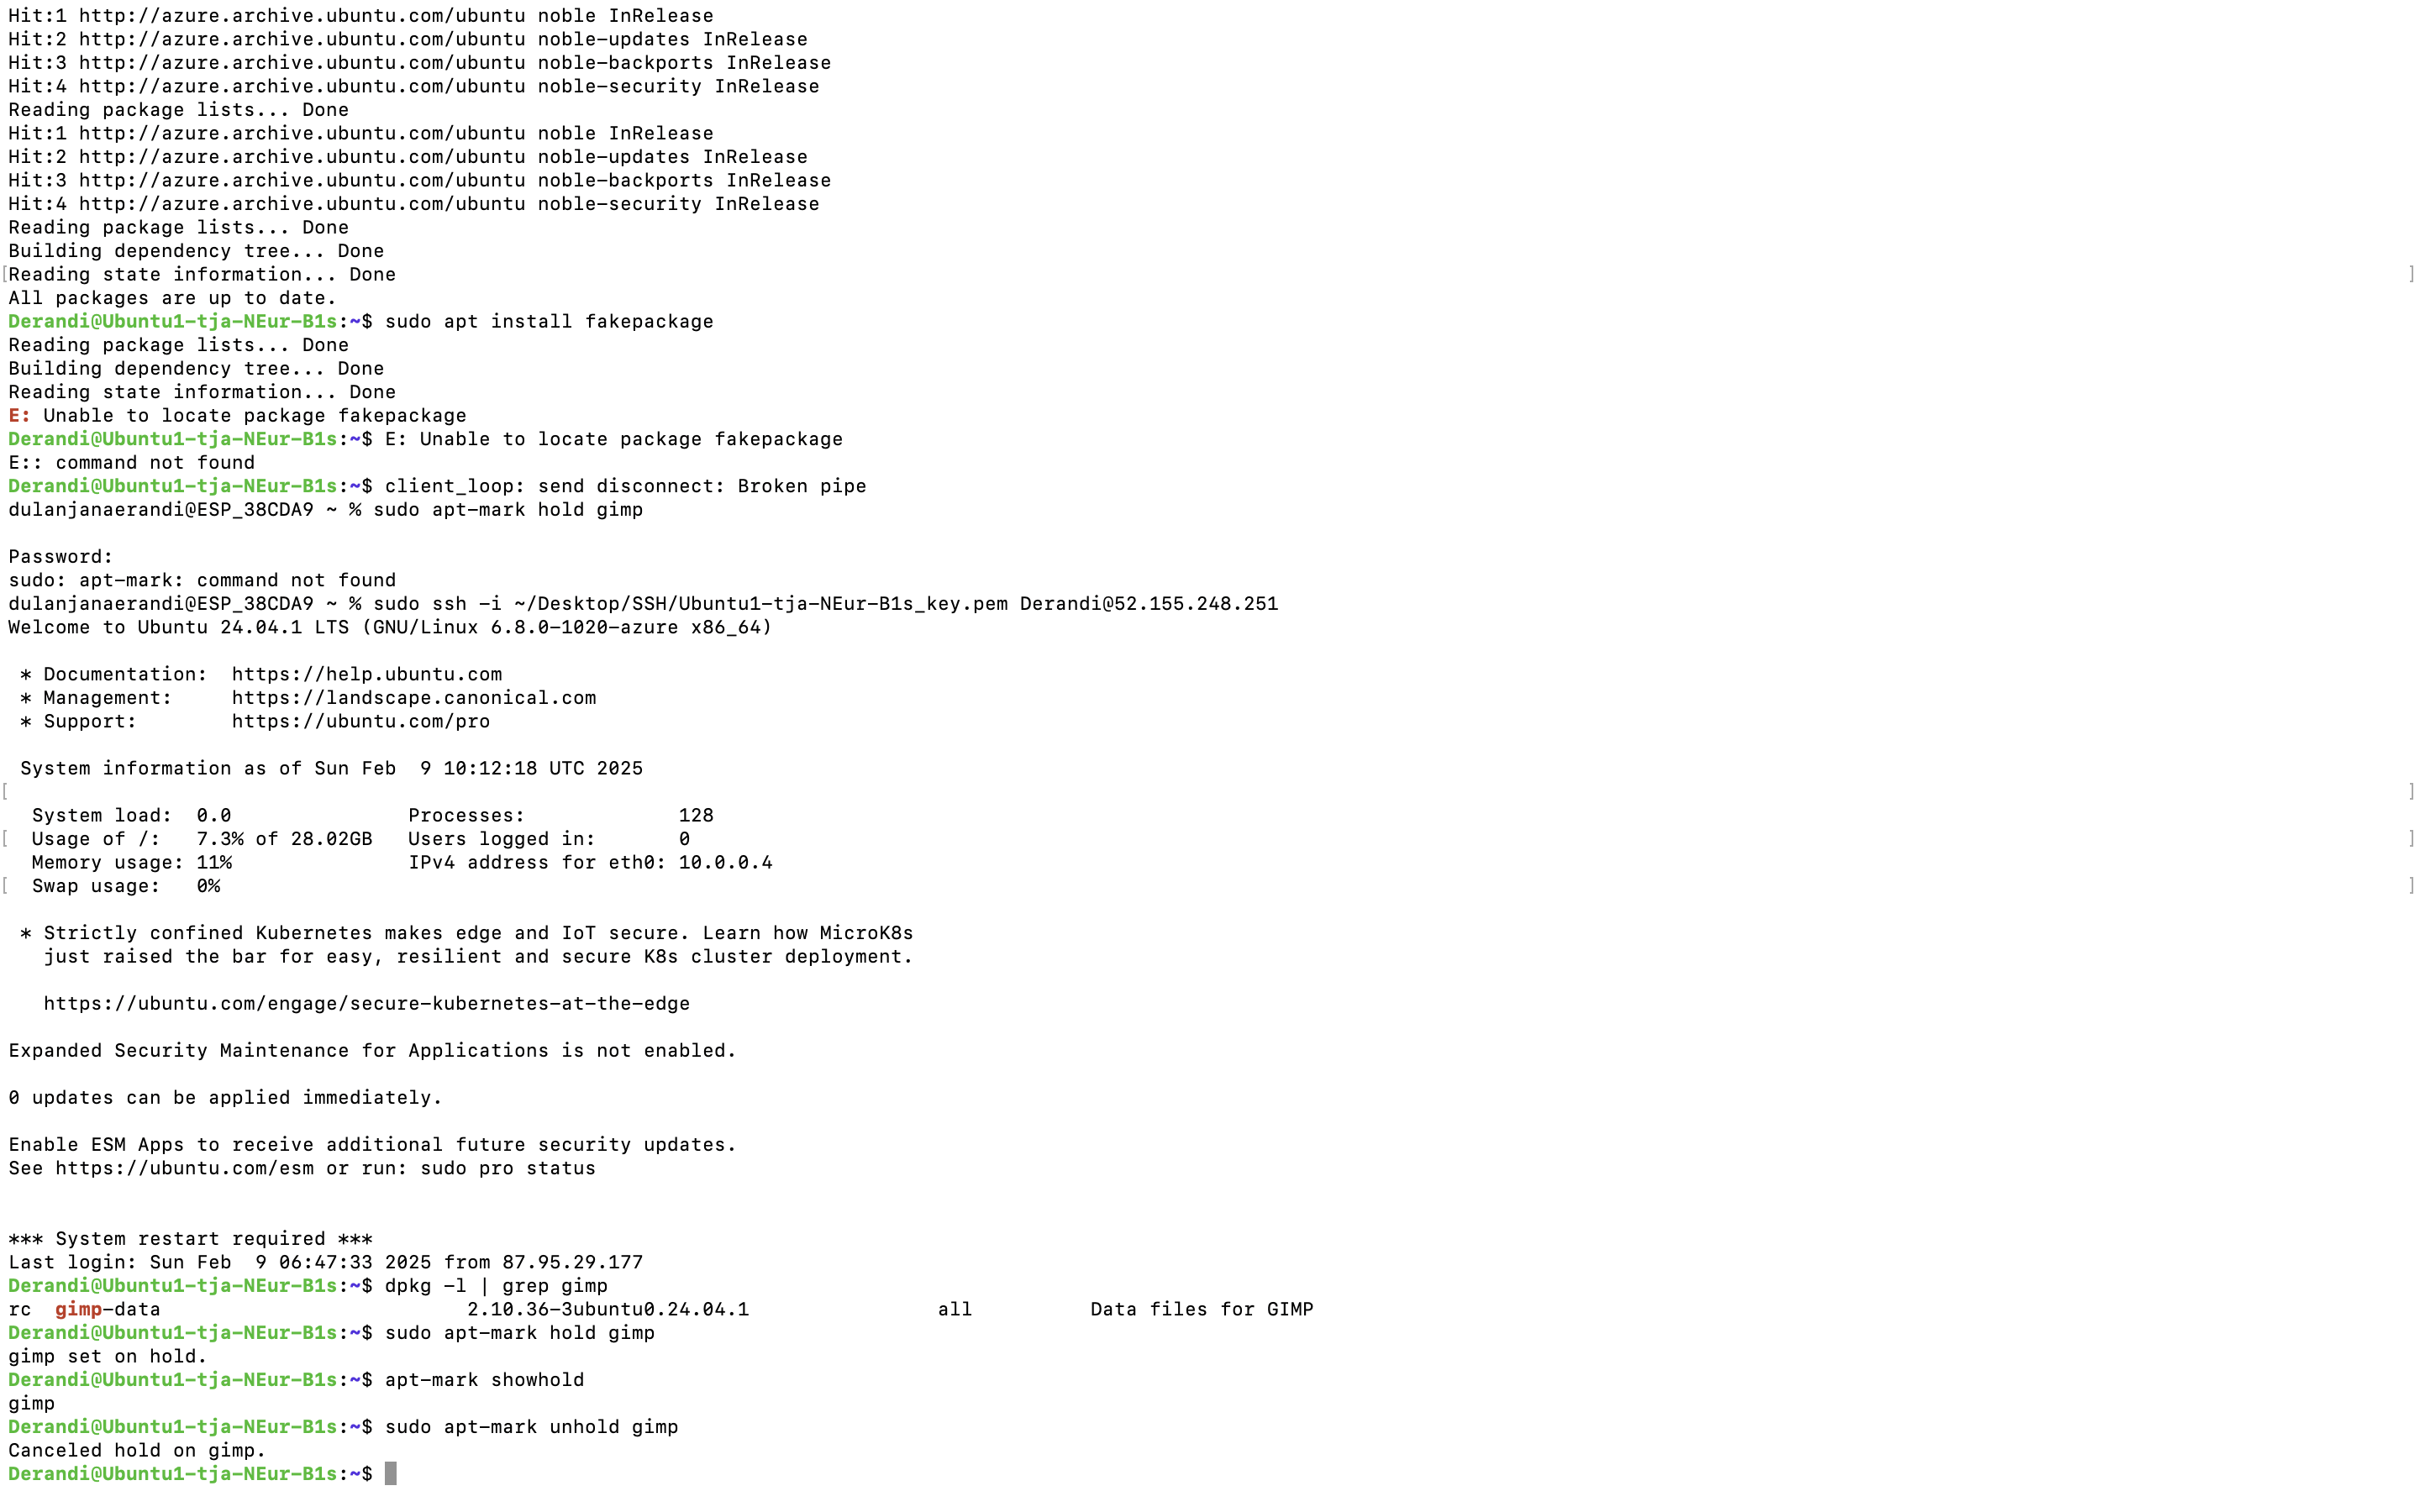 Hit:1 http://azure.archive.ubuntu.com/ubuntu noble InRelease
Hit:2 http://azure.archive.ubuntu.com/ubuntu noble-updates InRelease
Hit:3 http://azure.archive.ubuntu.com/ubuntu noble-backports InRelease
Hit:4 http://azure.archive.ubuntu.com/ubuntu noble-security InRelease
Reading package lists... Done
Hit:1 http://azure.archive.ubuntu.com/ubuntu noble InRelease
Hit:2 http://azure.archive.ubuntu.com/ubuntu noble-updates InRelease
Hit:3 http://azure.archive.ubuntu.com/ubuntu noble-backports InRelease
Hit:4 http://azure.archive.ubuntu.com/ubuntu noble-security InRelease
Reading package lists... Done
Building dependency tree... Done
[Reading state information... Done ]
All packages are up to date.
Derandi@Ubuntu1-tja-NEur-B1s:~$ sudo apt install fakepackage
Reading package lists... Done
Building dependency tree... Done
Reading state information... Done
E: Unable to locate package fakepackage
Derandi@Ubuntu1-tja-NEur-B1s:~$ E: Unable to locate package fakepackage
E:: command not found
Derandi@Ubuntu1-tja-NEur-B1s:~$ client_loop: send disconnect: Broken pipe
dulanjanaerandi@ESP_38CDA9 ~ % sudo apt-mark hold gimp
Password:
sudo: apt-mark: command not found
dulanjanaerandi@ESP_38CDA9 ~ % sudo ssh -i ~/Desktop/SSH/Ubuntu1-tja-NEur-B1s_key.pem Derandi@52.155.248.251
Welcome to Ubuntu 24.04.1 LTS (GNU/Linux 6.8.0-1020-azure x86_64)
* Documentation: https://help.ubuntu.com
* Management: https://landscape.canonical.com
* Support: https://ubuntu.com/pro
System information as of Sun Feb 9 10:12:18 UTC 2025
[ ]
System load: 0.0 Processes: 128
[ Usage of /: 7.3% of 28.02GB Users logged in: 0 ]
Memory usage: 11% IPv4 address for eth0: 10.0.0.4
[ Swap usage: 0% ]
* Strictly confined Kubernetes makes edge and IoT secure. Learn how MicroK8s
just raised the bar for easy, resilient and secure K8s cluster deployment.
https://ubuntu.com/engage/secure-kubernetes-at-the-edge
Expanded Security Maintenance for Applications is not enabled.
0 updates can be applied immediately.
Enable ESM Apps to receive additional future security updates.
See https://ubuntu.com/esm or run: sudo pro status
*** System restart required ***
Last login: Sun Feb 9 06:47:33 2025 from 87.95.29.177
Derandi@Ubuntu1-tja-NEur-B1s:~$ dpkg -l | grep gimp
rc gimp-data 2.10.36-3ubuntu0.24.04.1 all Data files for GIMP
Derandi@Ubuntu1-tja-NEur-B1s:~$ sudo apt-mark hold gimp
gimp set on hold.
Derandi@Ubuntu1-tja-NEur-B1s:~$ apt-mark showhold
gimp
Derandi@Ubuntu1-tja-NEur-B1s:~$ sudo apt-mark unhold gimp
Canceled hold on gimp.
Derandi@Ubuntu1-tja-NEur-B1s:~$